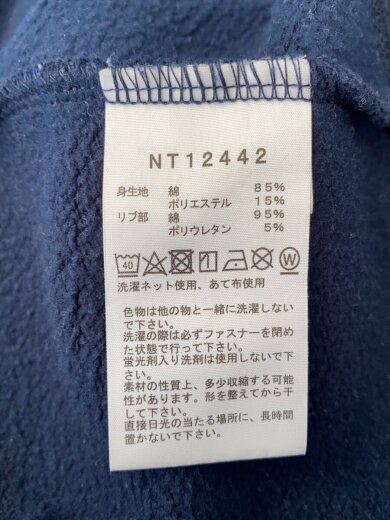 NT12442
身生地 綿 85%
ポリエステル 15%
リブ部 綿 95%
ポリウレタン 5%
40 W
洗濯ネット使用、あて布使用
色物は他の物と一緒に洗濯しない
で下さい。
洗濯の際は必ずファスナーを閉め
た状態で行って下さい。
蛍光剤入り洗剤は使用しないで下
さい。
素材の性質上、多少収縮する可能
性があります。形を整えてから干
して下さい。
直接日光の当たる場所に、長時間
置かないで下さい。